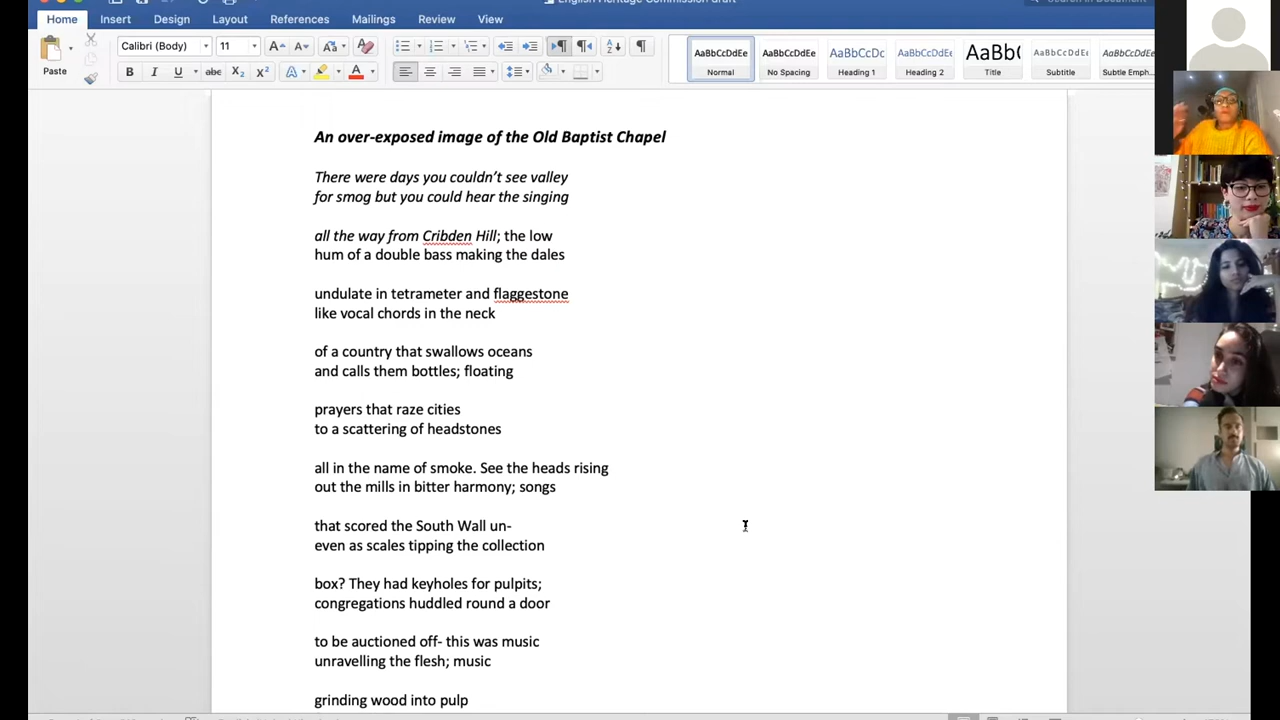 English Heritage Commission draft
Search in Document
Home Insert Design Layout References Mailings Review View
Paste
Calibri (Body) 11
AaBbCcDdEe AaBbCcDdEe AaBbCcDc AaBbCcDdEe AaBb( AaBbCcDdEe AaBbCcDdEe
Normal No Spacing Heading 1 Heading 2 Title Subtitle Subtle Emph...
An over-exposed image of the Old Baptist Chapel
There were days you couldn't see valley
for smog but you could hear the singing
all the way from Cribden Hill; the low
hum of a double bass making the dales
undulate in tetrameter and flaggestone
like vocal chords in the neck
of a country that swallows oceans
and calls them bottles; floating
prayers that raze cities
to a scattering of headstones
all in the name of smoke. See the heads rising
out the mills in bitter harmony; songs
that scored the South Wall un-
even as scales tipping the collection
box? They had keyholes for pulpits;
congregations huddled round a door
to be auctioned off- this was music
unravelling the flesh; music
grinding wood into pulp